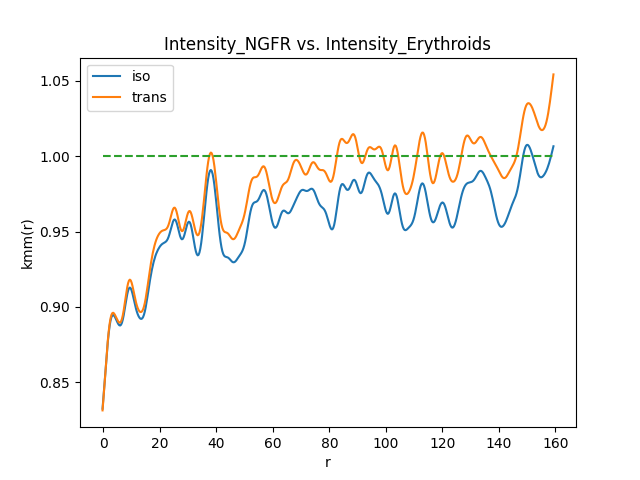 Intensity_NGFR vs. Intensity_Erythroids
iso
trans
1.05
1.00
0.95
0.90
0.85
kmm(r)
0 20 40 60 80 100 120 140 160
r